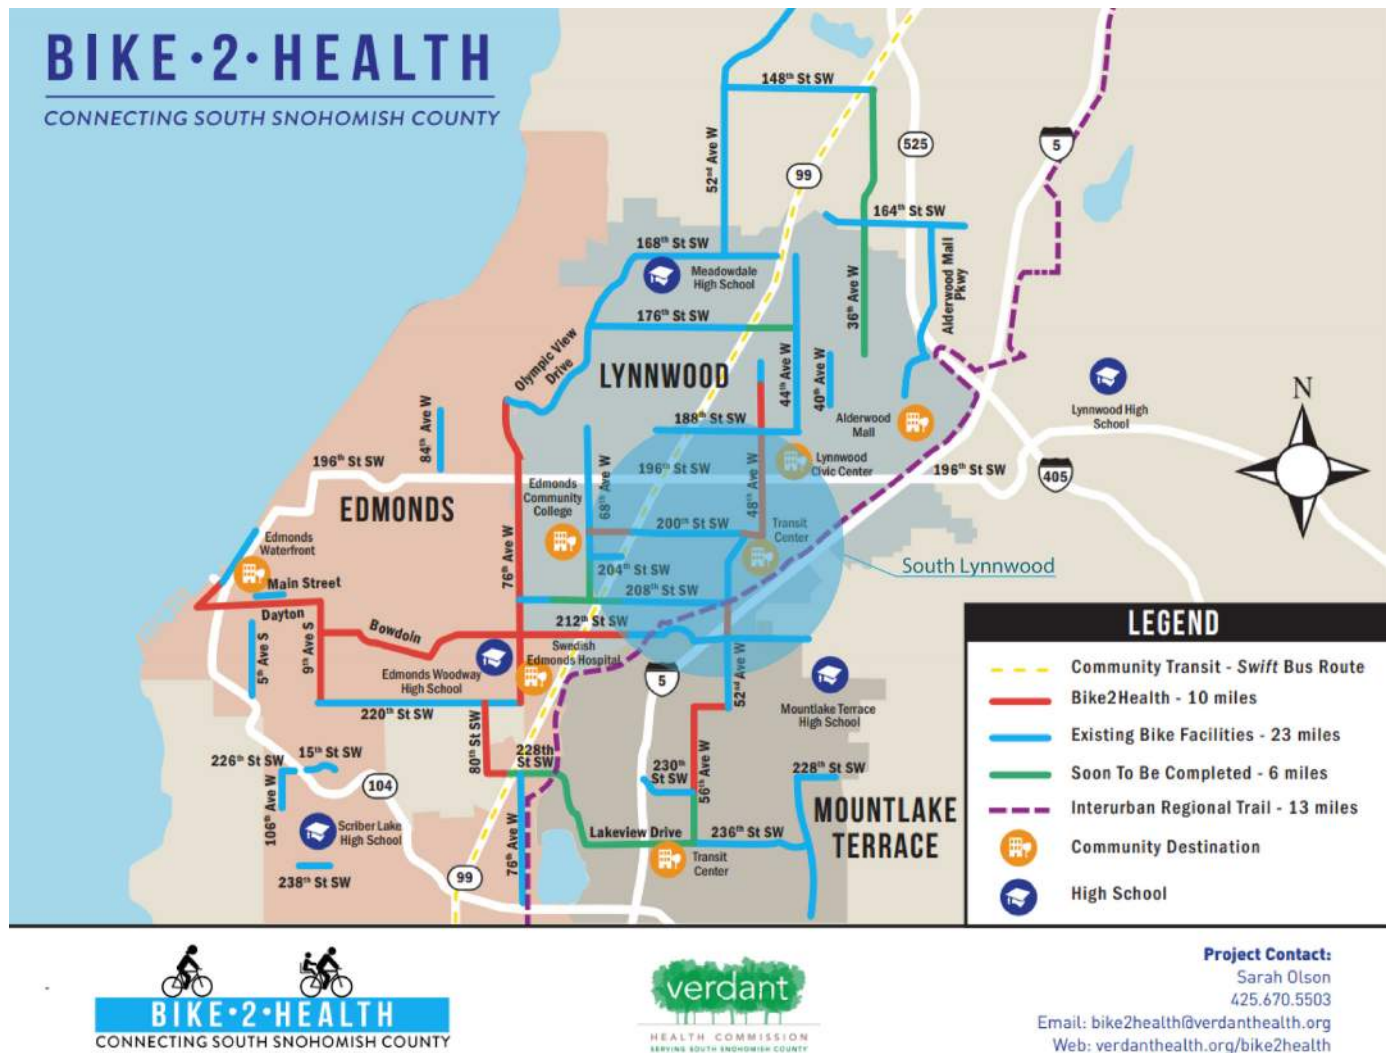 BIKE·2·HEALTH
CONNECTING SOUTH SNOHOMISH COUNTY
148th St SW
52nd Ave W
99
525
5
164th St SW
168th St SW
Meadowdale
High School
36th Ave W
Alderwood Mall
Pkwy
176th St SW
Olympic View
Drive
LYNNWOOD
44th Ave W
40th Ave W
Lynnwood High
School
N
84th Ave W
188th St SW
Alderwood
Mall
196th St SW
EDMONDS
Edmonds
Community
College
68th Ave W
196th St SW
48th Ave W
Lynnwood
Civic Center
196th St SW
405
76th Ave W
200th St SW
Transit
Center
Edmonds
Waterfront
Main Street
204th St SW
South Lynnwood
208th St SW
Dayton
5th Ave S
9th Ave S
Bowdoin
212th St SW
Swedish
Edmonds Hospital
Edmonds Woodway
High School
5
52nd Ave W
Mountlake Terrace
High School
220th St SW
80th St SW
226th St SW
15th St SW
228th
St SW
230th
St SW
56th Ave W
228th St SW
106th Ave W
104
Scriber Lake
High School
76th Ave W
Lakeview Drive
236th St SW
MOUNTLAKE
TERRACE
Transit
Center
238th St SW
99
LEGEND
Community Transit - Swift Bus Route
Bike2Health - 10 miles
Existing Bike Facilities - 23 miles
Soon To Be Completed - 6 miles
Interurban Regional Trail - 13 miles
Community Destination
High School
BIKE·2·HEALTH
CONNECTING SOUTH SNOHOMISH COUNTY
verdant
HEALTH COMMISSION
SERVING SOUTH SNOHOMISH COUNTY
Project Contact:
Sarah Olson
425.670.5503
Email: bike2health@verdanthealth.org
Web: verdanthealth.org/bike2health